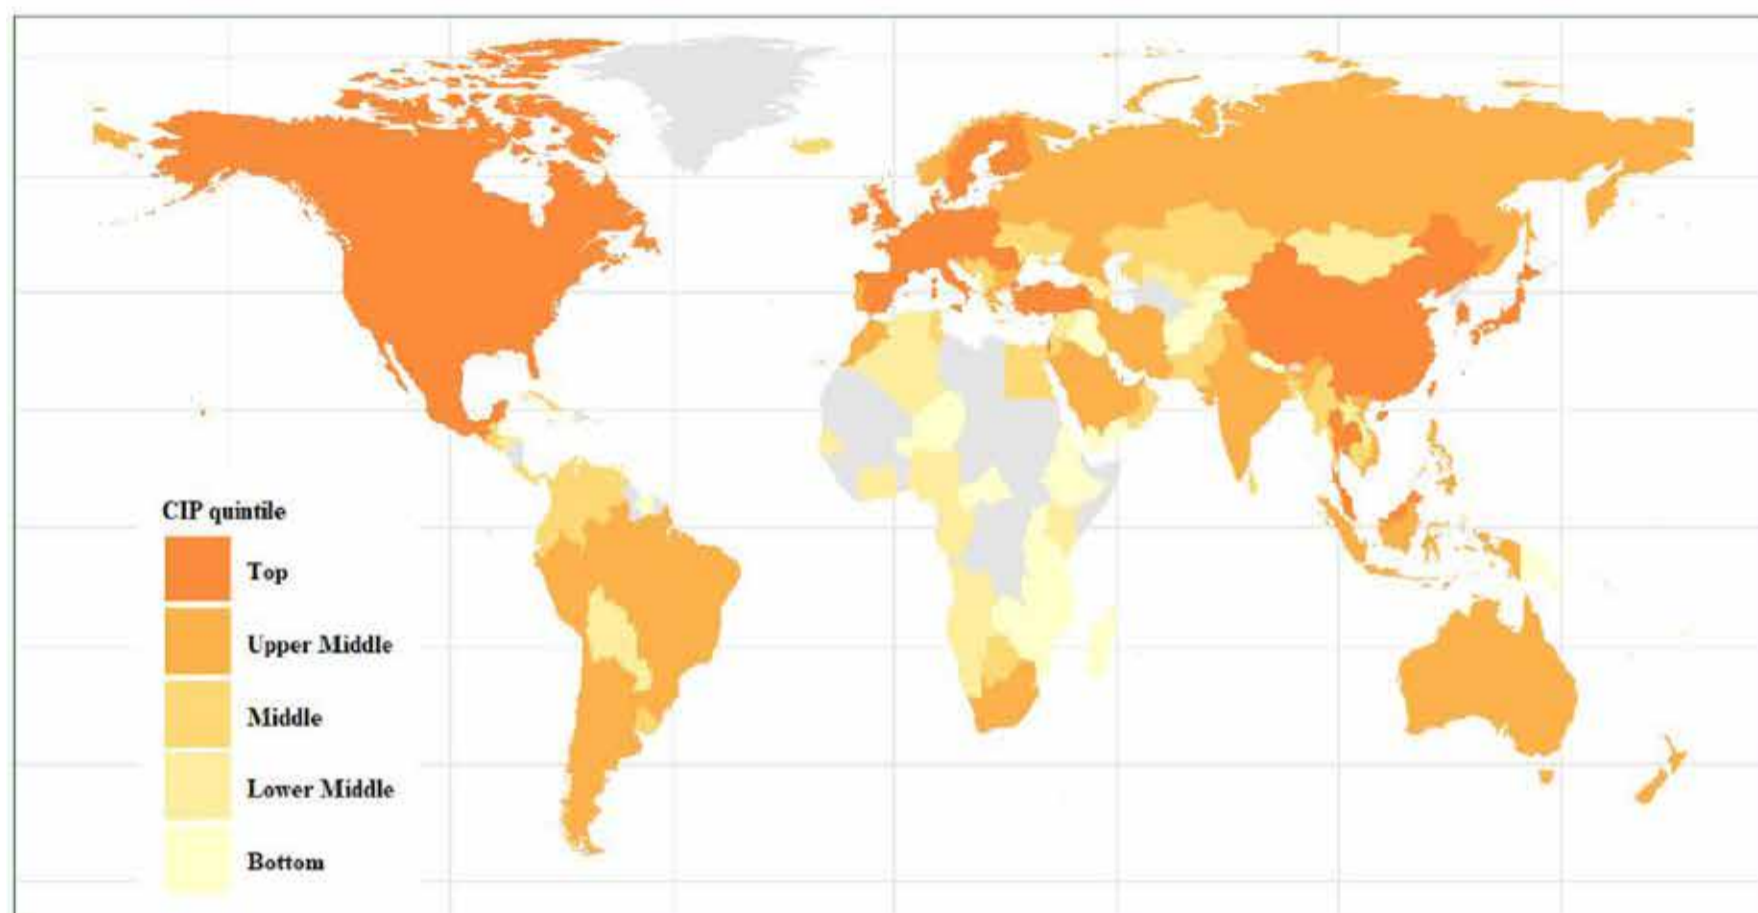 CIP quintile
Top
Upper Middle
Middle
Lower Middle
Bottom